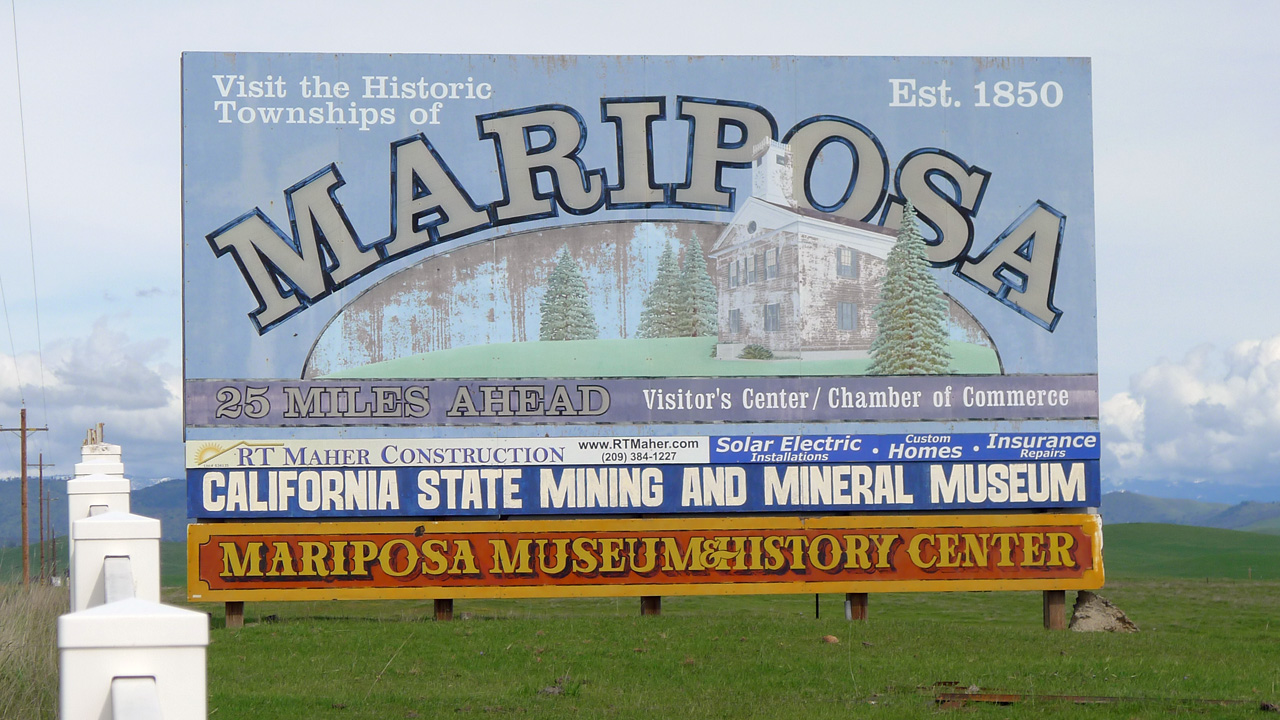 Visit the Historic
Townships of
Est. 1850
MARIPOSA
25 MILES AHEAD
Visitor's Center / Chamber of Commerce
RT MAHER CONSTRUCTION
www.RTMaher.com
(209) 384-1227
Solar Electric
Installations
· Custom
Homes ·
Insurance
Repairs
CALIFORNIA STATE MINING AND MINERAL MUSEUM
MARIPOSA MUSEUM & HISTORY CENTER